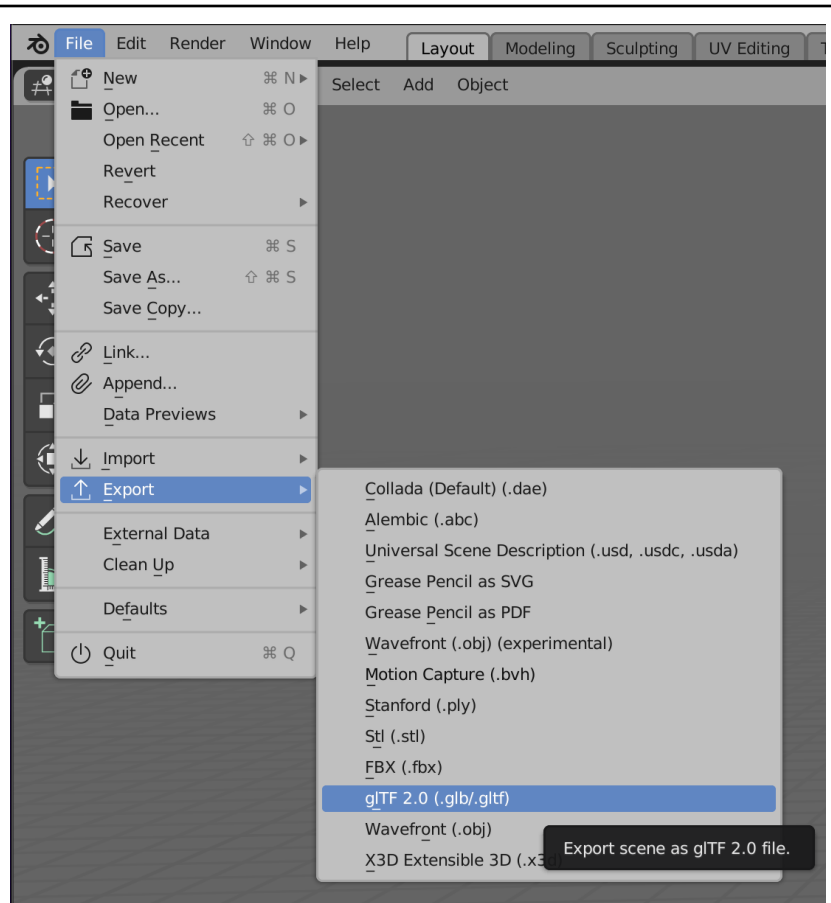 File Edit Render Window Help Layout Modeling Sculpting UV Editing
Select Add Object
New ⌘ N
Open... ⌘ O
Open Recent ⇧ ⌘ O
Revert
Recover
Save ⌘ S
Save As... ⇧ ⌘ S
Save Copy...
Link...
Append...
Data Previews
Import
Export
External Data
Clean Up
Defaults
Quit ⌘ Q
Collada (Default) (.dae)
Alembic (.abc)
Universal Scene Description (.usd, .usdc, .usda)
Grease Pencil as SVG
Grease Pencil as PDF
Wavefront (.obj) (experimental)
Motion Capture (.bvh)
Stanford (.ply)
Stl (.stl)
FBX (.fbx)
glTF 2.0 (.glb/.gltf)
Wavefront (.obj)
X3D Extensible 3D (.x3d)
Export scene as glTF 2.0 file.